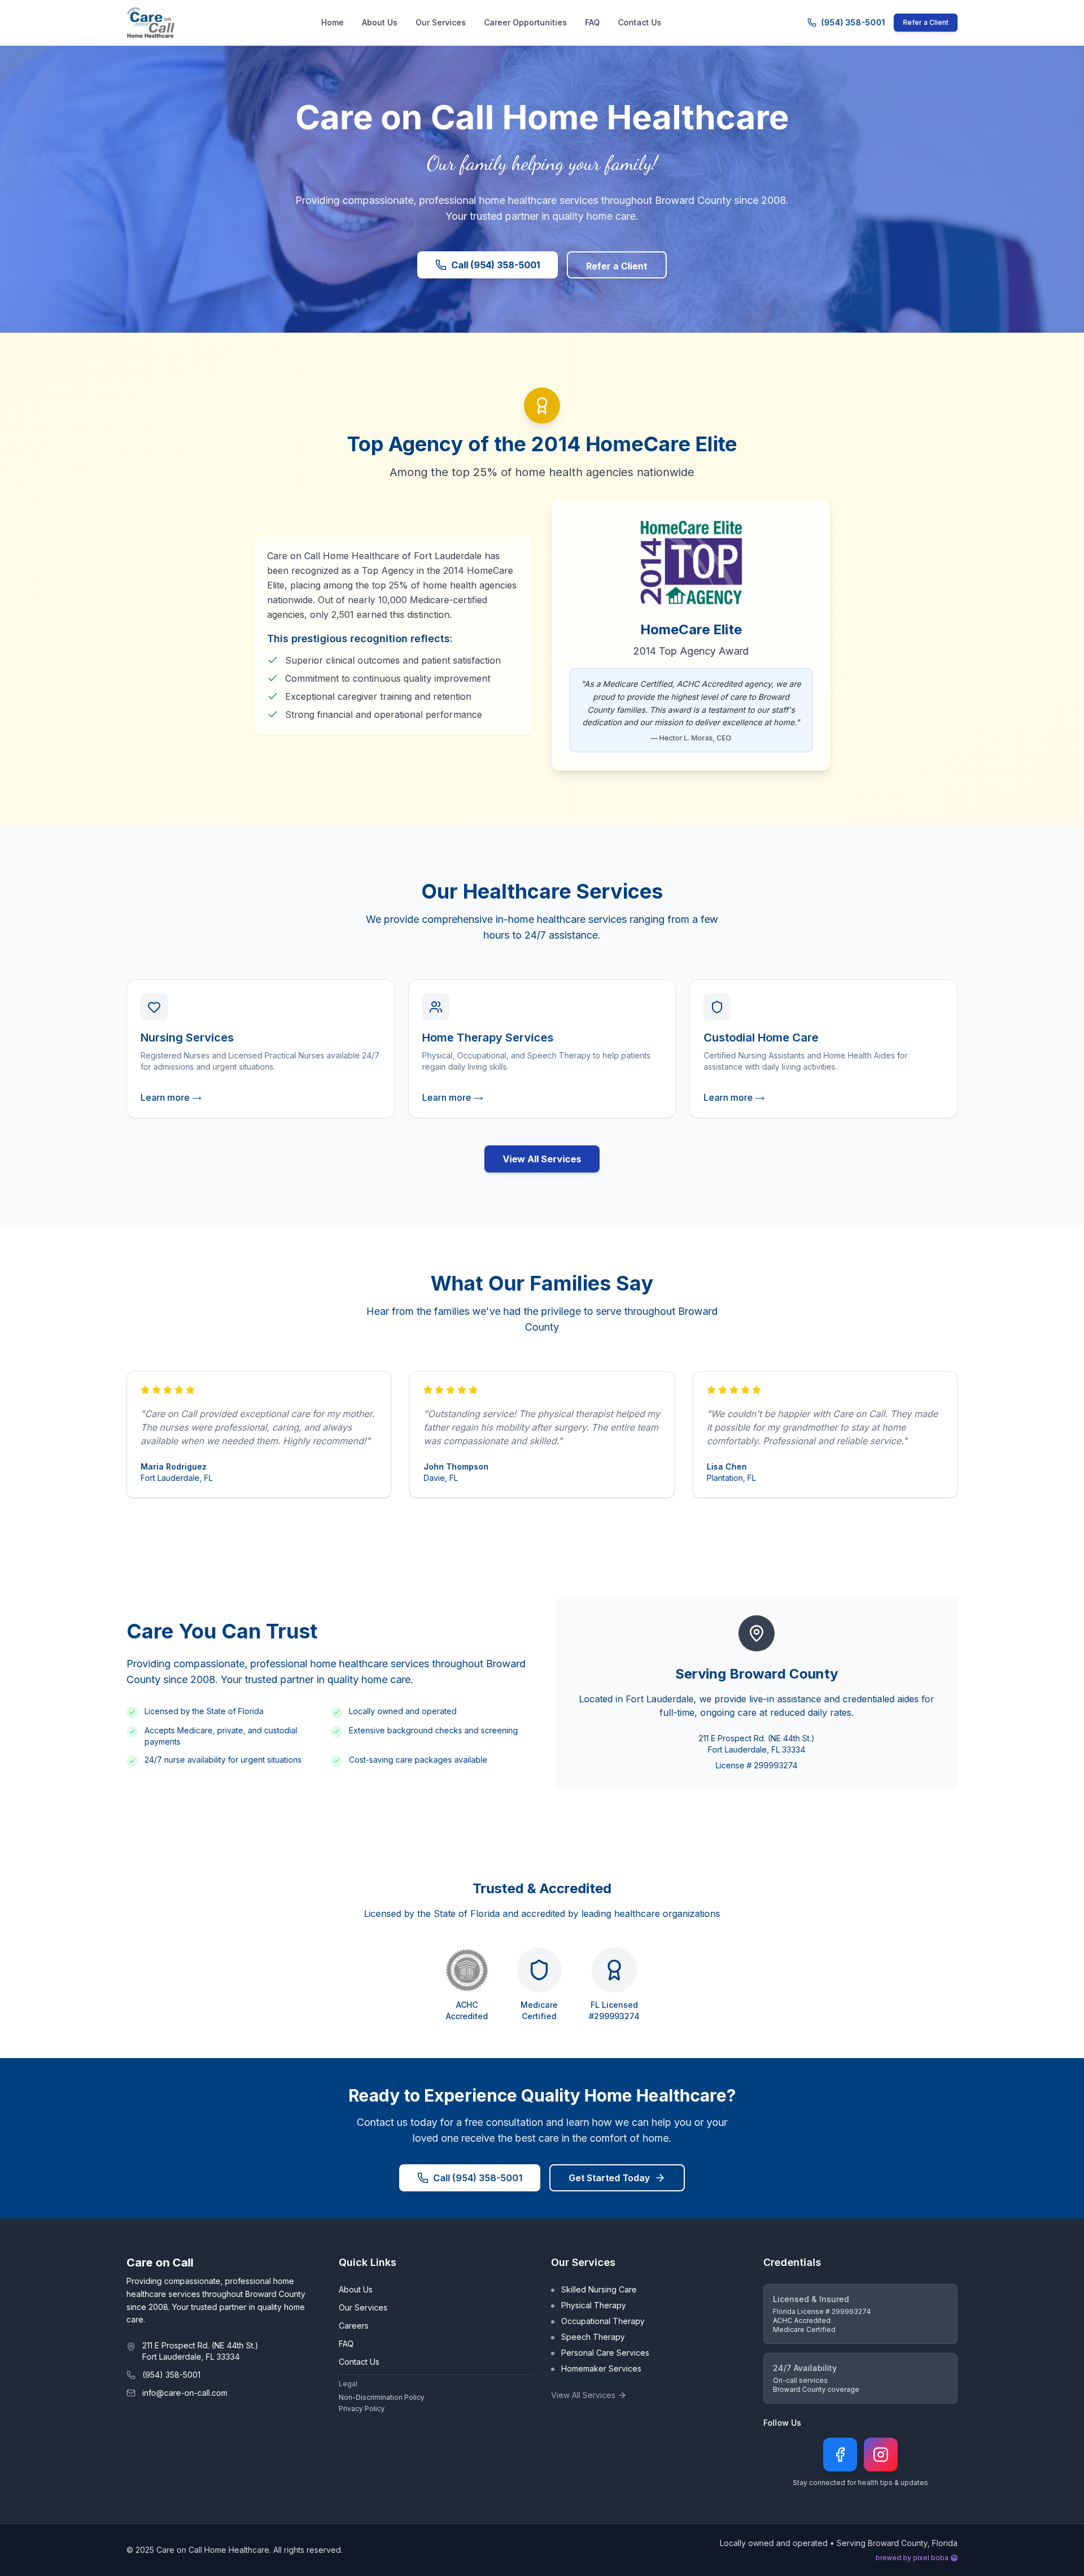 Care on Call
Home Healthcare
Home
About Us
Our Services
Career Opportunities
FAQ
Contact Us
(954) 358-5001
Refer a Client
Care on Call Home Healthcare
Our family helping your family!
Providing compassionate, professional home healthcare services throughout Broward County since 2008.
Your trusted partner in quality home care.
Call (954) 358-5001
Refer a Client
Top Agency of the 2014 HomeCare Elite
Among the top 25% of home health agencies nationwide
Care on Call Home Healthcare of Fort Lauderdale has
been recognized as a Top Agency in the 2014 HomeCare
Elite, placing among the top 25% of home health agencies
nationwide. Out of nearly 10,000 Medicare-certified
agencies, only 2,501 earned this distinction.
This prestigious recognition reflects:
Superior clinical outcomes and patient satisfaction
Commitment to continuous quality improvement
Exceptional caregiver training and retention
Strong financial and operational performance
HomeCare Elite
2014 TOP
AGENCY
HomeCare Elite
2014 Top Agency Award
"As a Medicare Certified, ACHC Accredited agency, we are
proud to provide the highest level of care to Broward
County families. This award is a testament to our staff's
dedication and our mission to deliver excellence at home."
— Hector L. Moras, CEO
Our Healthcare Services
We provide comprehensive in-home healthcare services ranging from a few
hours to 24/7 assistance.
Nursing Services
Registered Nurses and Licensed Practical Nurses available 24/7
for admissions and urgent situations.
Learn more →
Home Therapy Services
Physical, Occupational, and Speech Therapy to help patients
regain daily living skills.
Learn more →
Custodial Home Care
Certified Nursing Assistants and Home Health Aides for
assistance with daily living activities.
Learn more →
View All Services
What Our Families Say
Hear from the families we've had the privilege to serve throughout Broward
County
"Care on Call provided exceptional care for my mother.
The nurses were professional, caring, and always
available when we needed them. Highly recommend!"
Maria Rodriguez
Fort Lauderdale, FL
"Outstanding service! The physical therapist helped my
father regain his mobility after surgery. The entire team
was compassionate and skilled."
John Thompson
Davie, FL
"We couldn't be happier with Care on Call. They made
it possible for my grandmother to stay at home
comfortably. Professional and reliable service."
Lisa Chen
Plantation, FL
Care You Can Trust
Providing compassionate, professional home healthcare services throughout Broward
County since 2008. Your trusted partner in quality home care.
Licensed by the State of Florida
Locally owned and operated
Accepts Medicare, private, and custodial
payments
Extensive background checks and screening
24/7 nurse availability for urgent situations
Cost-saving care packages available
Serving Broward County
Located in Fort Lauderdale, we provide live-in assistance and credentialed aides for
full-time, ongoing care at reduced daily rates.
211 E Prospect Rd. (NE 44th St.)
Fort Lauderdale, FL 33334
License # 299993274
Trusted & Accredited
Licensed by the State of Florida and accredited by leading healthcare organizations
ACHC
Accredited
Medicare
Certified
FL Licensed
#299993274
Ready to Experience Quality Home Healthcare?
Contact us today for a free consultation and learn how we can help you or your
loved one receive the best care in the comfort of home.
Call (954) 358-5001
Get Started Today →
Care on Call
Providing compassionate, professional home
healthcare services throughout Broward County
since 2008. Your trusted partner in quality home
care.
211 E Prospect Rd. (NE 44th St.)
Fort Lauderdale, FL 33334
(954) 358-5001
info@care-on-call.com
Quick Links
About Us
Our Services
Careers
FAQ
Contact Us
Legal
Non-Discrimination Policy
Privacy Policy
Our Services
Skilled Nursing Care
Physical Therapy
Occupational Therapy
Speech Therapy
Personal Care Services
Homemaker Services
View All Services →
Credentials
Licensed & Insured
Florida License # 299993274
ACHC Accredited
Medicare Certified
24/7 Availability
On-call services
Broward County coverage
Follow Us
Stay connected for health tips & updates
© 2025 Care on Call Home Healthcare. All rights reserved.
Locally owned and operated • Serving Broward County, Florida
brewed by pixel boba